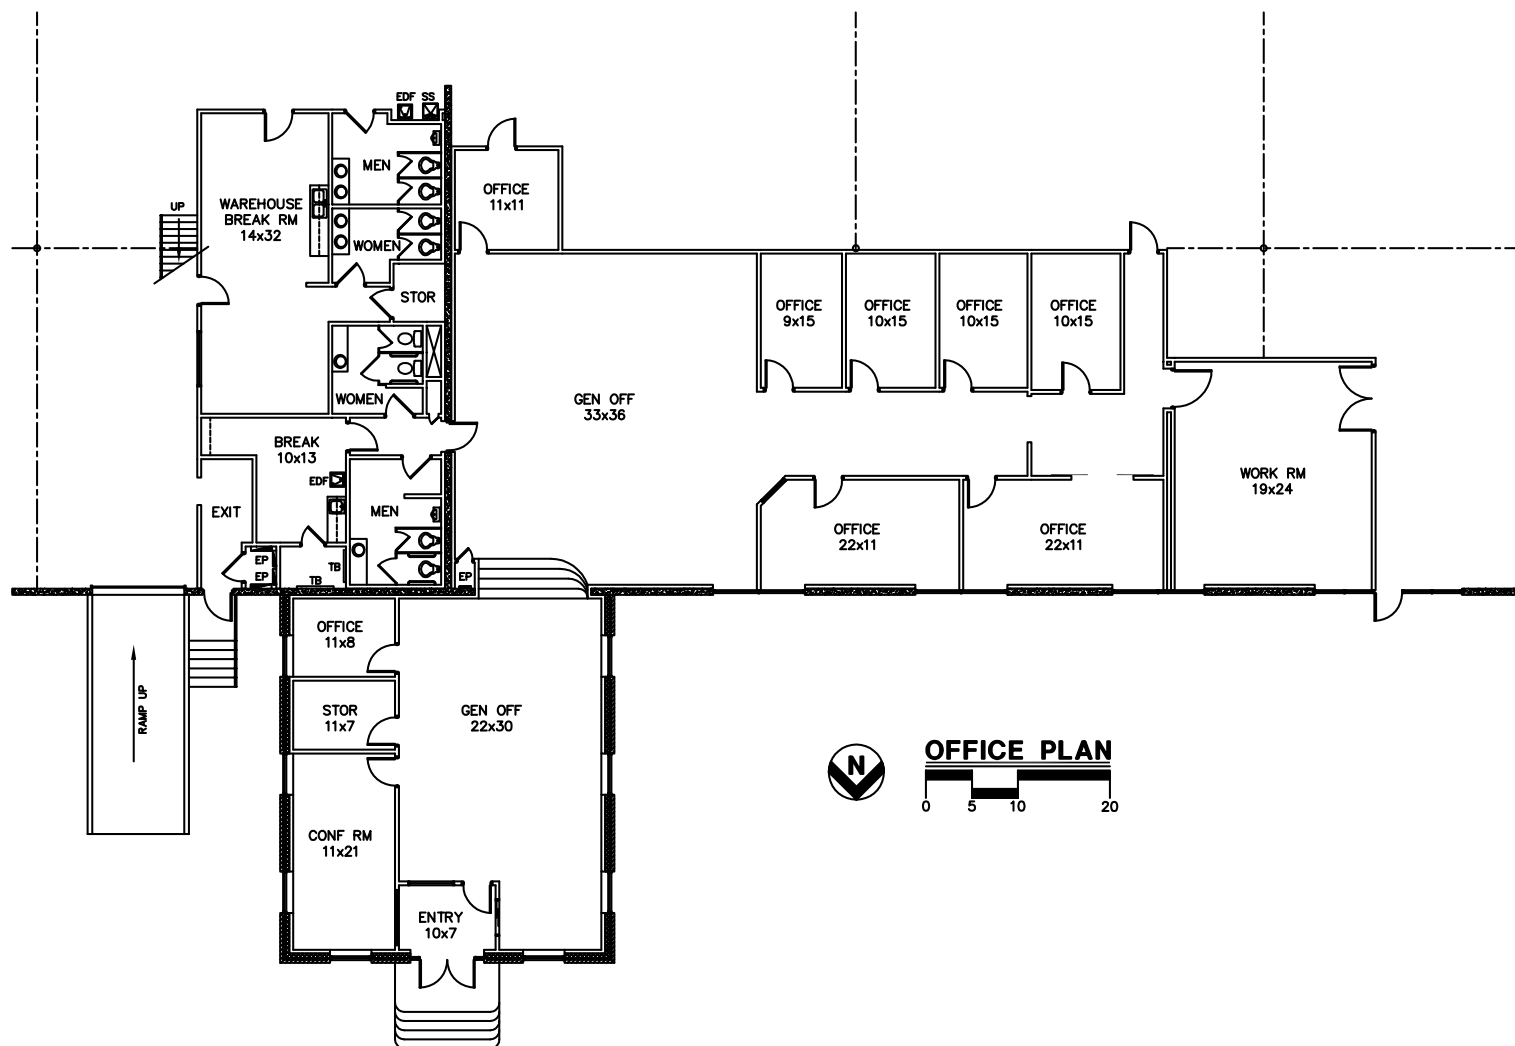 EDF SS
MEN
OFFICE
11x11
WAREHOUSE
BREAK RM
14x32
UP
WOMEN
STOR
OFFICE
9x15
OFFICE
10x15
OFFICE
10x15
OFFICE
10x15
WOMEN
GEN OFF
33x36
BREAK
10x13
EDF
WORK RM
19x24
EXIT
MEN
OFFICE
22x11
OFFICE
22x11
EP
EP
TB
TB
EP
OFFICE
11x8
RAMP UP
STOR
11x7
GEN OFF
22x30
CONF RM
11x21
ENTRY
10x7
N
OFFICE PLAN
0 5 10 20